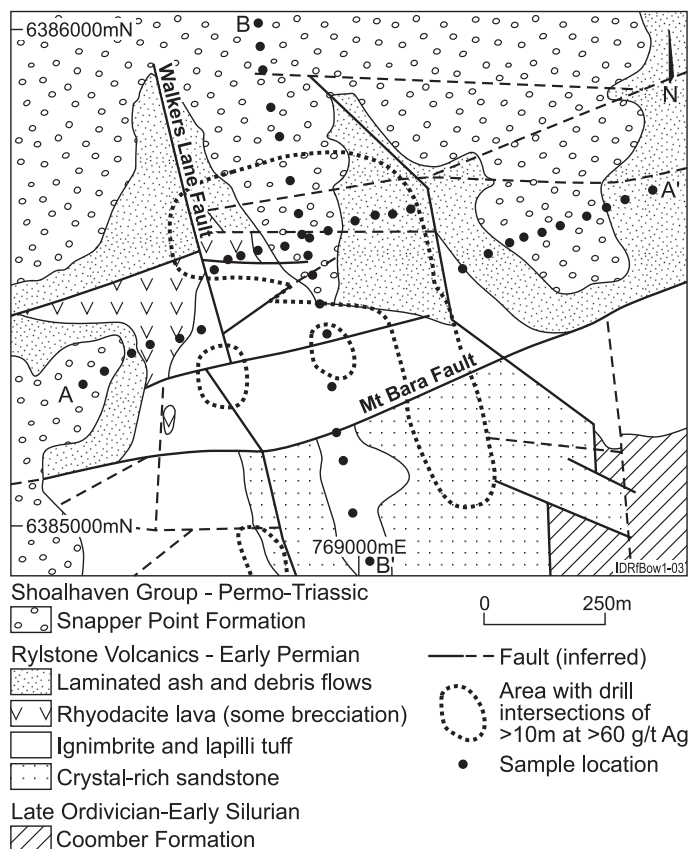 6386000mN
B'
N
Walkers Lane Fault
A'
A
Mt Bara Fault
6385000mN
769000mE
B
IDRfBow1-03
Shoalhaven Group - Permo-Triassic
Snapper Point Formation
Rylstone Volcanics - Early Permian
Laminated ash and debris flows
Rhyodacite lava (some brecciation)
Ignimbrite and lapilli tuff
Crystal-rich sandstone
Late Ordivician-Early Silurian
Coomber Formation
0 250m
Fault (inferred)
Area with drill
intersections of
>10m at >60 g/t Ag
Sample location